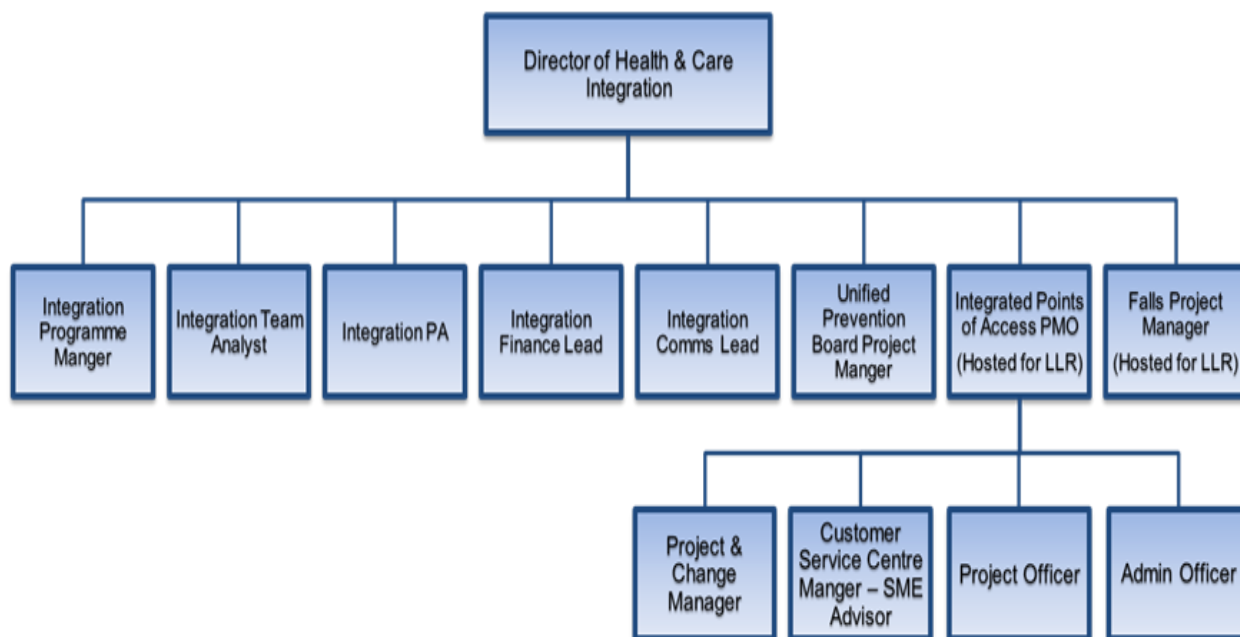 Director of Health & Care
Integration
Integration
Programme
Manger
Integration Team
Analyst
Integration PA
Integration
Finance Lead
Integration
Comms Lead
Unified
Prevention
Board Project
Manger
Integrated Points
of Access PMO
(Hosted for LLR)
Falls Project
Manager
(Hosted for LLR)
Project &
Change
Manager
Customer
Service Centre
Manger – SME
Advisor
Project Officer
Admin Officer